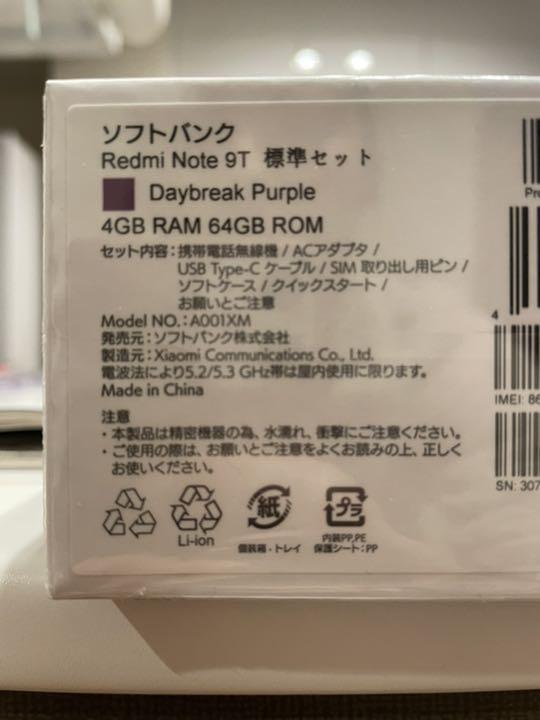 ソフトバンク
Redmi Note 9T 標準セット
Daybreak Purple
4GB RAM 64GB ROM
セット内容：携帯電話無線機 / ACアダプタ /
USB Type-C ケーブル / SIM 取り出し用ピン /
ソフトケース / クイックスタート /
お願いとご注意
Model NO.：A001XM
発売元：ソフトバンク株式会社
製造元：Xiaomi Communications Co., Ltd.
電波法により5.2/5.3 GHz帯は屋内使用に限ります。
Made in China
注意
・本製品は精密機器の為、水濡れ、衝撃にご注意ください。
・ご使用の際は、お願いとご注意をよくお読みの上、正しく
お使いください。
Li-ion
紙
個装箱・トレイ
プラ
内装PP,PE
保護シート：PP
Pr
4
IMEI: 86
SN: 307